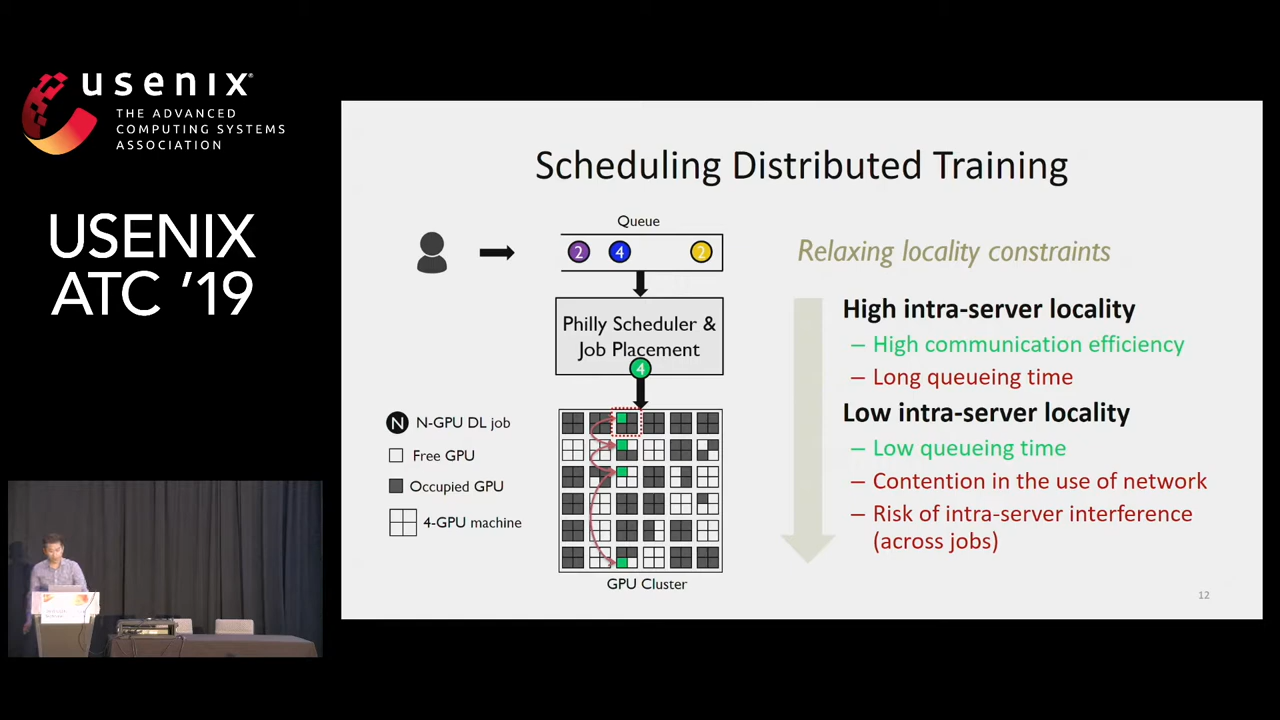 usenix
THE ADVANCED
COMPUTING SYSTEMS
ASSOCIATION
USENIX
ATC ’19
Scheduling Distributed Training
Queue
2 4 2
Philly Scheduler &
Job Placement
4
N N-GPU DL job
Free GPU
Occupied GPU
4-GPU machine
GPU Cluster
Relaxing locality constraints
High intra-server locality
– High communication efficiency
– Long queueing time
Low intra-server locality
– Low queueing time
– Contention in the use of network
– Risk of intra-server interference
(across jobs)
12